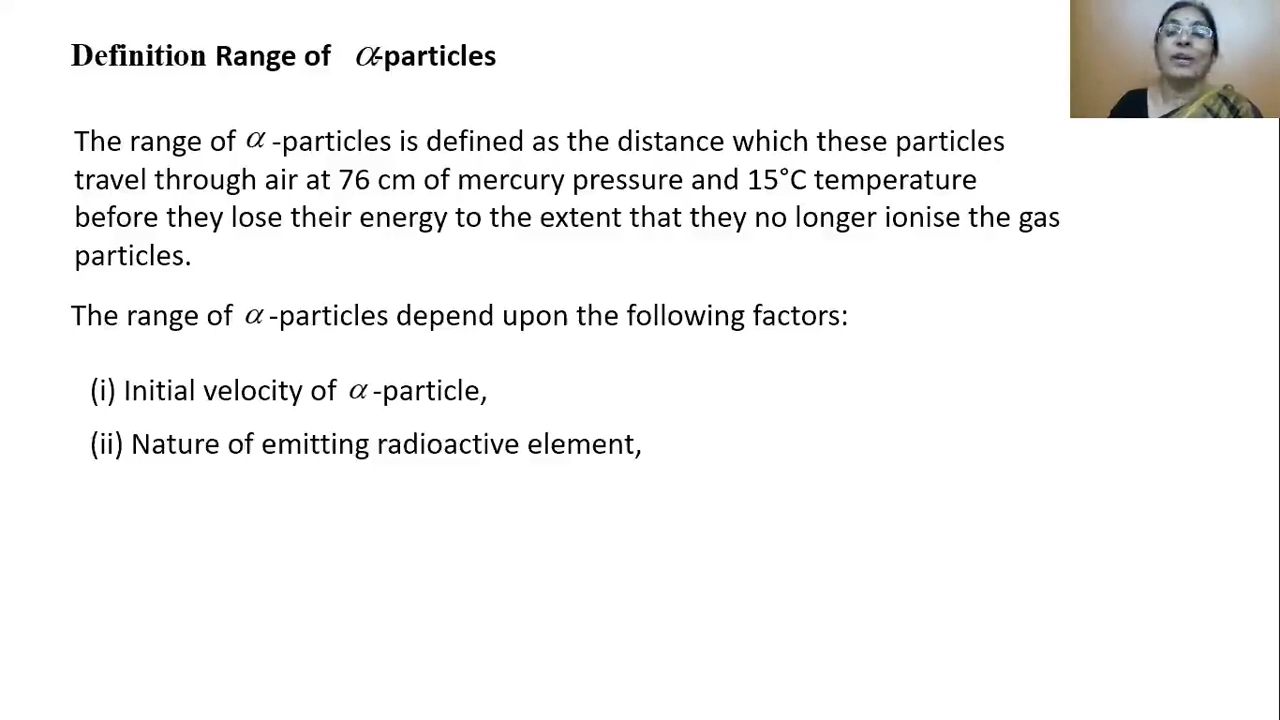 Definition Range of α-particles
The range of α-particles is defined as the distance which these particles
travel through air at 76 cm of mercury pressure and 15°C temperature
before they lose their energy to the extent that they no longer ionise the gas
particles.
The range of α-particles depend upon the following factors:
(i) Initial velocity of α-particle,
(ii) Nature of emitting radioactive element,